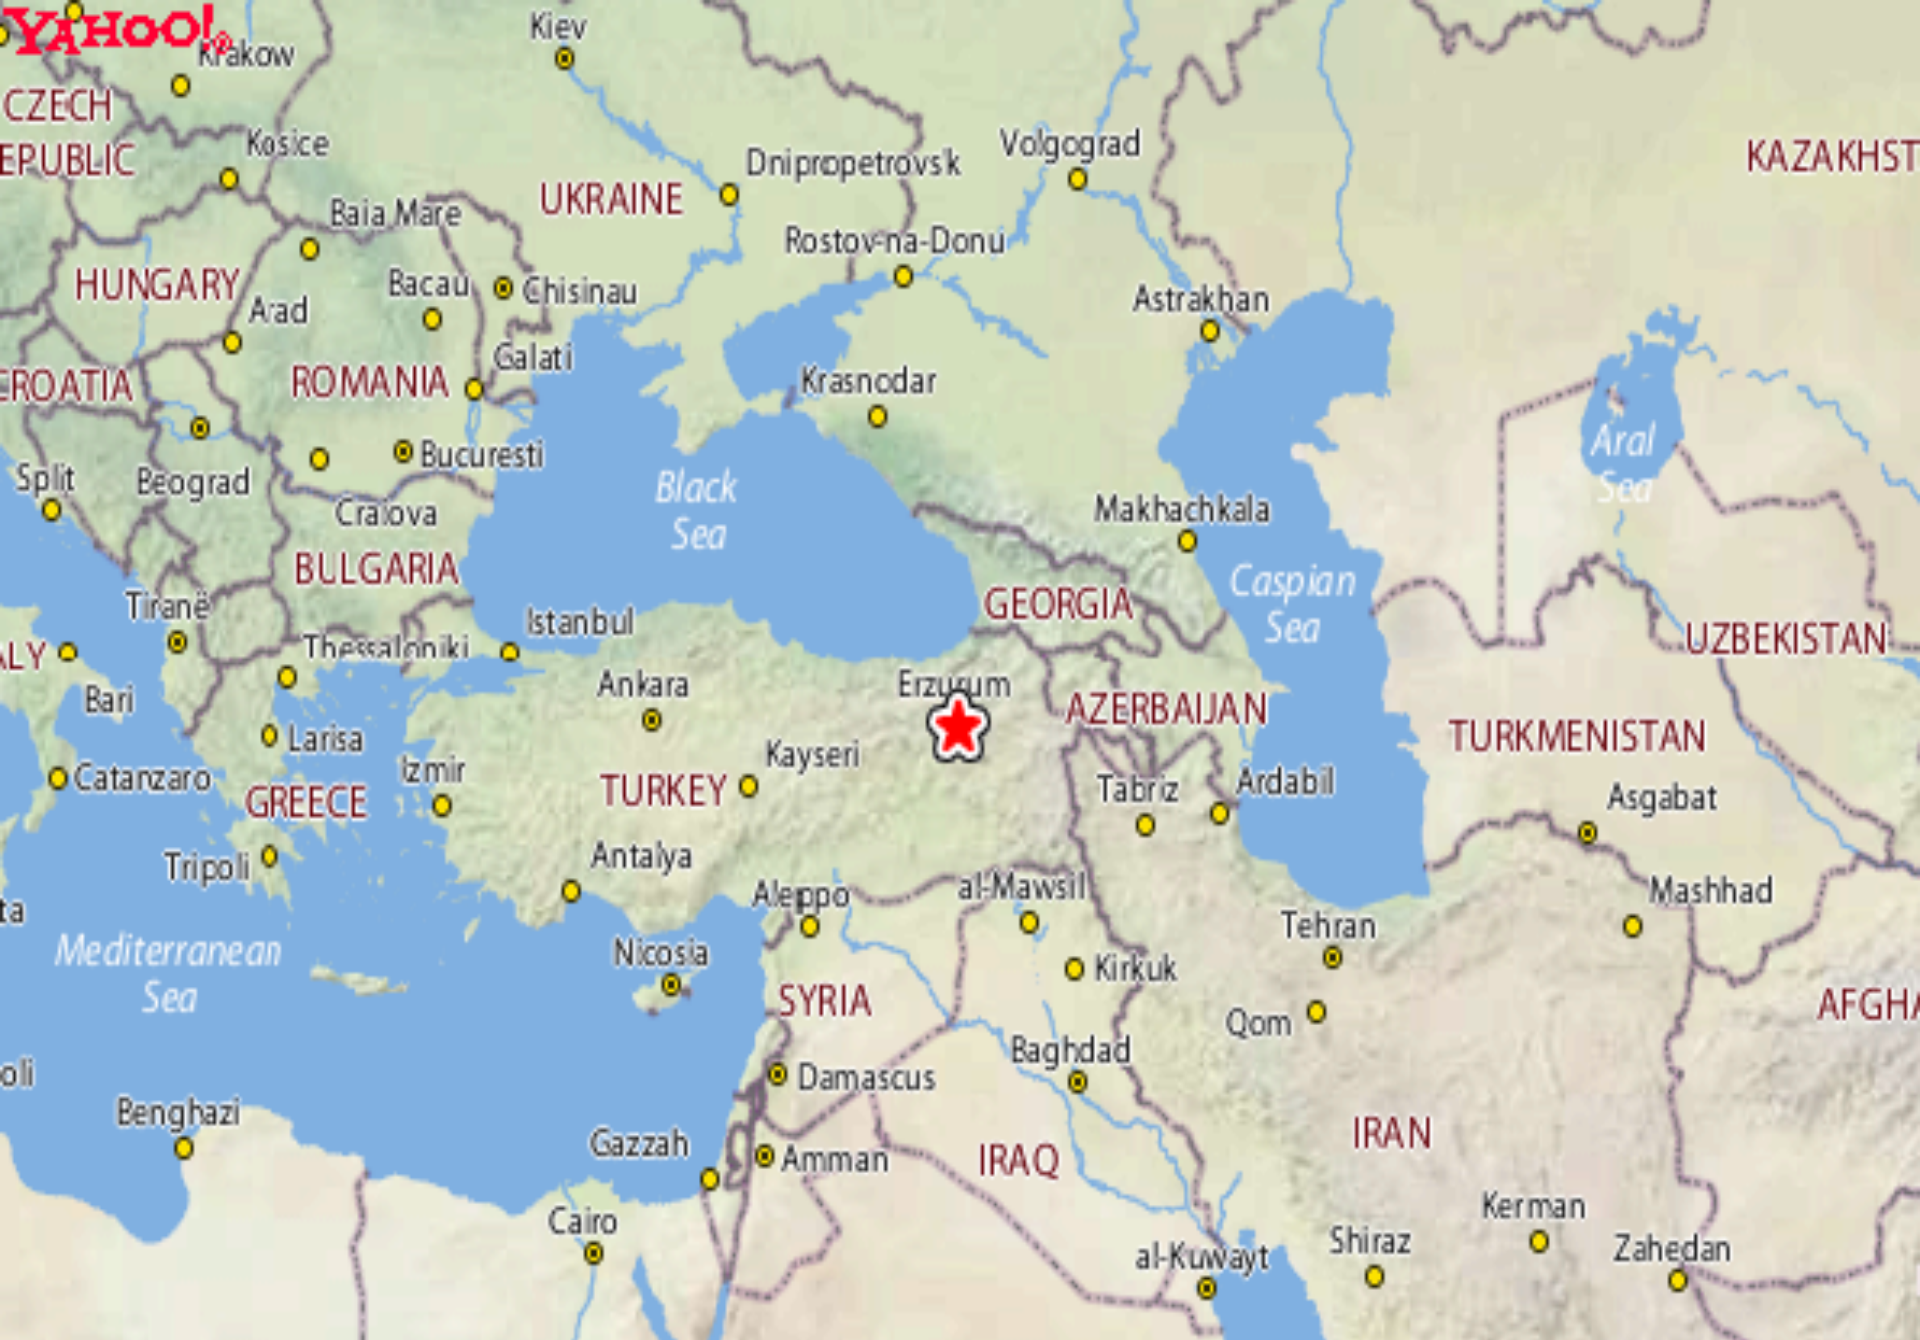 YAHOO!®
Krakow
Kiev
CZECH
EPUBLIC
Kosice
Volgograd
Dnipropetrovsk
KAZAKHST
UKRAINE
Baia Mare
Rostov-na-Donu
HUNGARY
Bacau
Chisinau
Arad
Astrakhan
Galati
CROATIA
ROMANIA
Krasnodar
Aral
Sea
Bucuresti
Split
Beograd
Black
Sea
Craiova
Makhachkala
BULGARIA
Caspian
Sea
Tiranë
GEORGIA
Istanbul
UZBEKISTAN
ALY
Thessaloniki
Ankara
Erzurum
Bari
AZERBAIJAN
Larisa
TURKMENISTAN
Kayseri
Catanzaro
Izmir
TURKEY
Tabriz
Ardabil
GREECE
Asgabat
Tripoli
Antalya
Aleppo
al-Mawsil
Mashhad
ta
Tehran
Mediterranean
Sea
Nicosia
Kirkuk
SYRIA
AFGHA
Qom
Baghdad
oli
Damascus
Benghazi
IRAN
Gazzah
Amman
IRAQ
Cairo
Kerman
al-Kuwayt
Shiraz
Zahedan